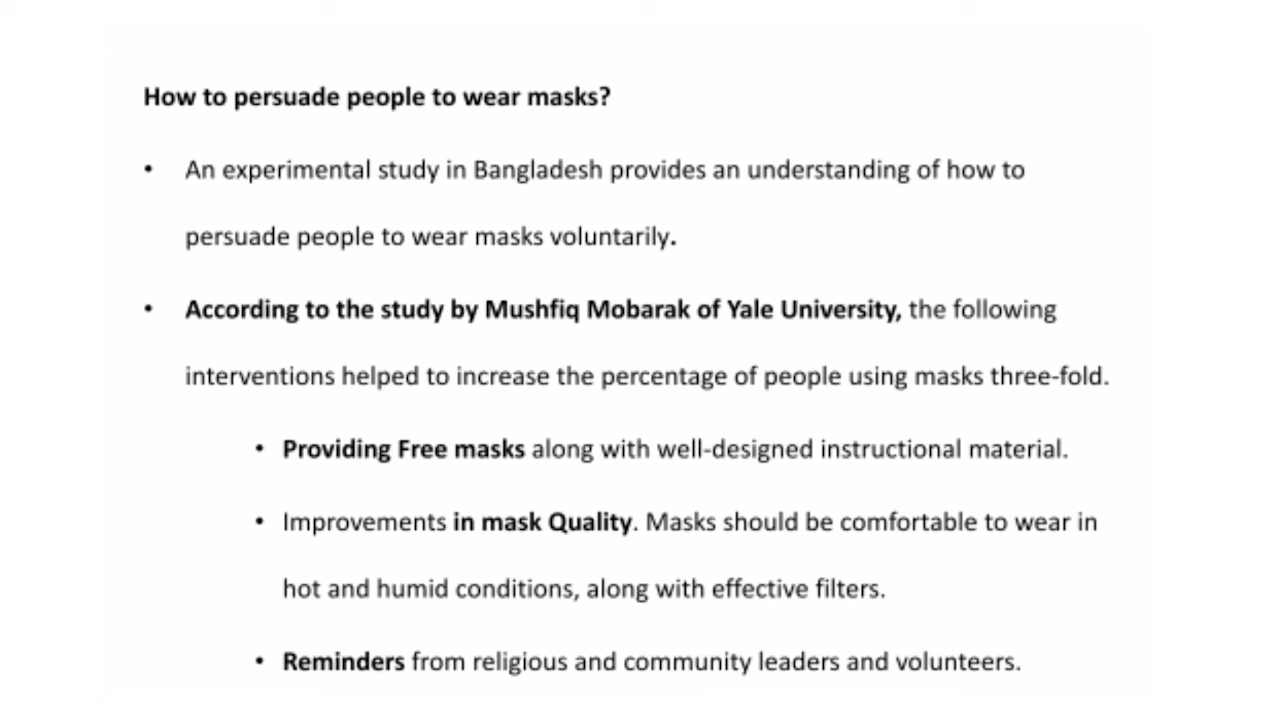 How to persuade people to wear masks?
• An experimental study in Bangladesh provides an understanding of how to
persuade people to wear masks voluntarily.
• According to the study by Mushfiq Mobarak of Yale University, the following
interventions helped to increase the percentage of people using masks three-fold.
• Providing Free masks along with well-designed instructional material.
• Improvements in mask Quality. Masks should be comfortable to wear in
hot and humid conditions, along with effective filters.
• Reminders from religious and community leaders and volunteers.